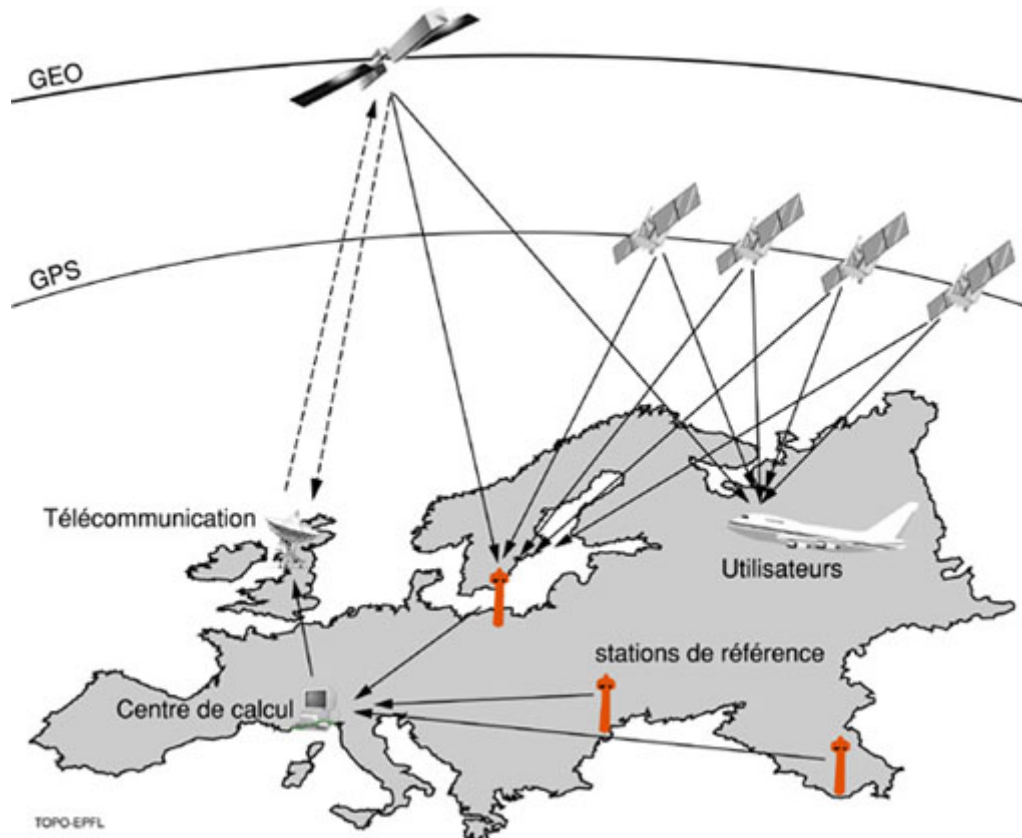 GEO
GPS
Télécommunication
Utilisateurs
stations de référence
Centre de calcul
TOPO-EPFL